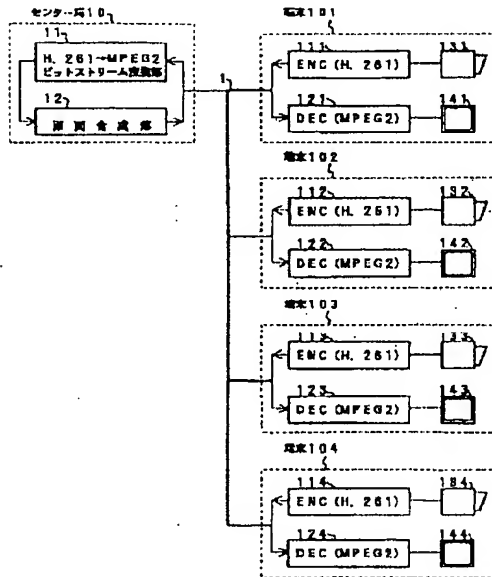 センター局10
11
H. 261→MPEG2
ビットストリーム変換部
12
画面合成部
1
端末101
111
ENC (H. 261)
131
121
DEC (MPEG2)
141
端末102
112
ENC (H. 261)
132
122
DEC (MPEG2)
142
端末103
113
ENC (H. 261)
133
123
DEC (MPEG2)
143
端末104
114
ENC (H. 261)
134
124
DEC (MPEG2)
144